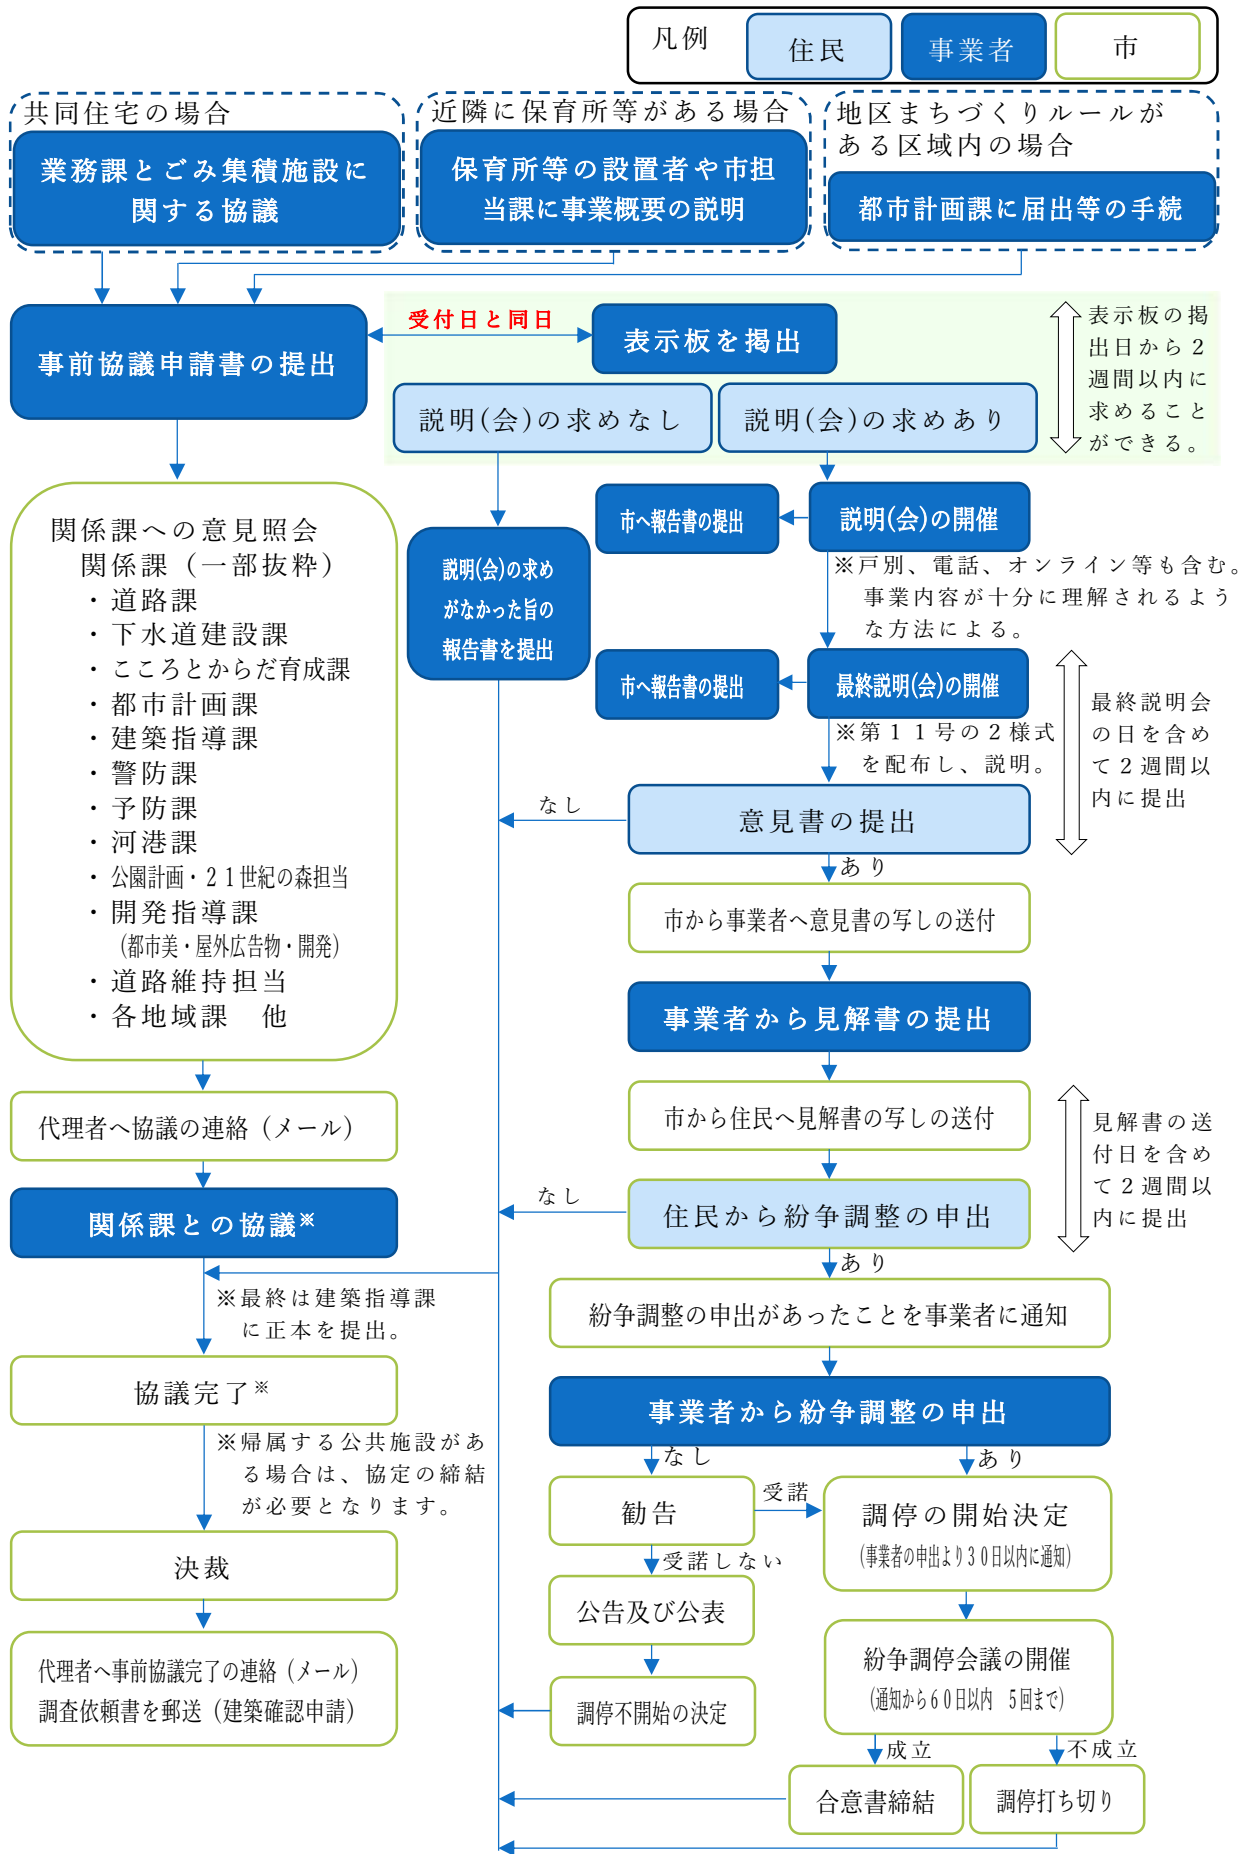 凡例
住民
事業者
市
共同住宅の場合
業務課とごみ集積施設に
関する協議
近隣に保育所等がある場合
保育所等の設置者や市担
当課に事業概要の説明
地区まちづくりルールが
ある区域内の場合
都市計画課に届出等の手続
事前協議申請書の提出
受付日と同日
表示板を掲出
表示板の掲
出日から２
週間以内に
求めること
ができる。
説明(会)の求めなし
説明(会)の求めあり
説明(会)の求め
がなかった旨の
報告書を提出
市へ報告書の提出
説明(会)の開催
※戸別、電話、オンライン等も含む。
事業内容が十分に理解されるよう
な方法による。
市へ報告書の提出
最終説明(会)の開催
※第１１号の２様式
を配布し、説明。
最終説明会
の日を含め
て２週間以
内に提出
意見書の提出
なし
あり
市から事業者へ意見書の写しの送付
事業者から見解書の提出
市から住民へ見解書の写しの送付
見解書の送
付日を含め
て２週間以
内に提出
住民から紛争調整の申出
なし
あり
紛争調整の申出があったことを事業者に通知
事業者から紛争調整の申出
なし
あり
勧告
受諾
受諾しない
公告及び公表
調停不開始の決定
調停の開始決定
(事業者の申出より３０日以内に通知)
紛争調停会議の開催
(通知から６０日以内　５回まで)
成立
不成立
合意書締結
調停打ち切り
関係課への意見照会
関係課（一部抜粋）
・道路課
・下水道建設課
・こころとからだ育成課
・都市計画課
・建築指導課
・警防課
・予防課
・河港課
・公園計画・２１世紀の森担当
・開発指導課
（都市美・屋外広告物・開発）
・道路維持担当
・各地域課　他
代理者へ協議の連絡（メール）
関係課との協議※
※最終は建築指導課
に正本を提出。
協議完了※
※帰属する公共施設があ
る場合は、協定の締結
が必要となります。
決裁
代理者へ事前協議完了の連絡（メール）
調査依頼書を郵送（建築確認申請）